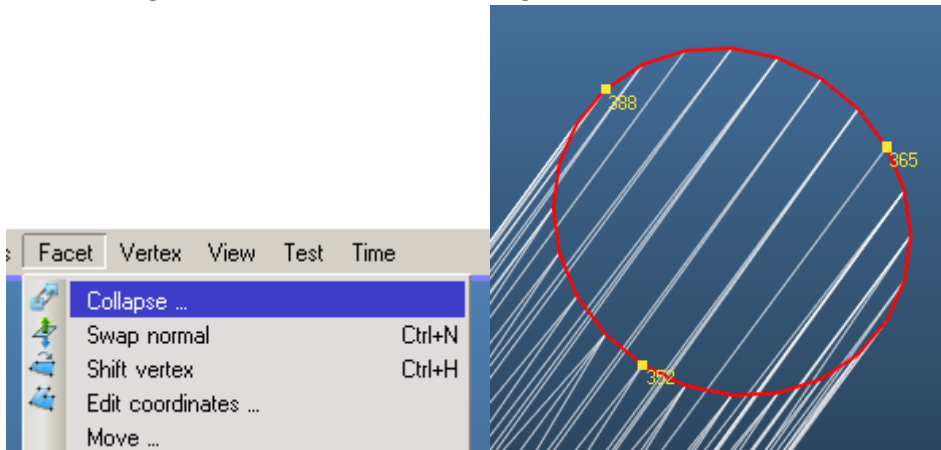 Facet Vertex View Test Time
Collapse ...
Swap normal Ctrl+N
Shift vertex Ctrl+H
Edit coordinates ...
Move ...
388
365
352